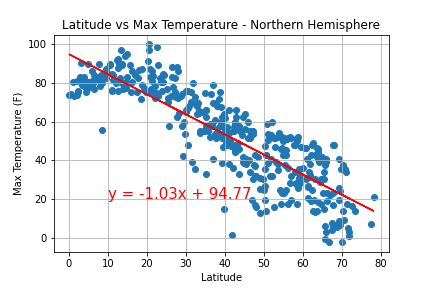 Latitude vs Max Temperature - Northern Hemisphere
100
80
60
40
20
0
Max Temperature (F)
y = -1.03x + 94.77
0 10 20 30 40 50 60 70 80
Latitude